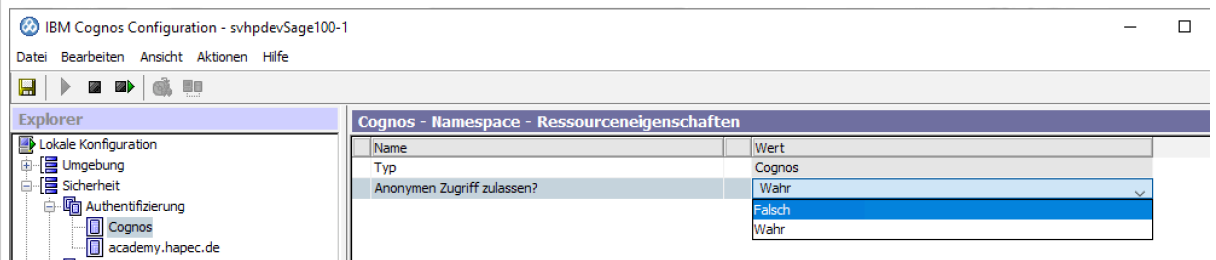 IBM Cognos Configuration - svhpdevSage100-1
Datei Bearbeiten Ansicht Aktionen Hilfe
Explorer
Lokale Konfiguration
Umgebung
Sicherheit
Authentifizierung
Cognos
academy.hapec.de
Cognos - Namespace - Ressourceneigenschaften
Name Wert
Typ Cognos
Anonymen Zugriff zulassen? Wahr
Falsch
Wahr